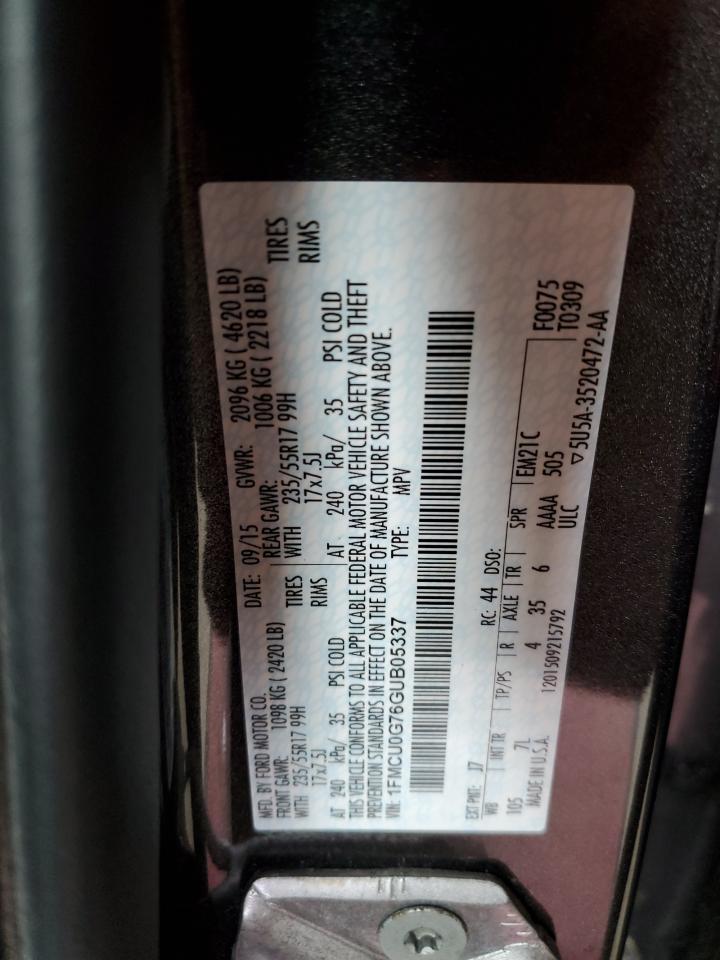 MFD. BY FORD MOTOR CO.
DATE: 09/15 GVWR: 2096 KG ( 4620 LB)
FRONT GAWR: 1098 KG ( 2420 LB) REAR GAWR: 1006 KG ( 2218 LB)
WITH 235/55R17 99H TIRES WITH 235/55R17 99H TIRES
17x7.5J RIMS 17x7.5J RIMS
AT 240 kPa/ 35 PSI COLD AT 240 kPa/ 35 PSI COLD
THIS VEHICLE CONFORMS TO ALL APPLICABLE FEDERAL MOTOR VEHICLE SAFETY AND THEFT
PREVENTION STANDARDS IN EFFECT ON THE DATE OF MANUFACTURE SHOWN ABOVE.
VIN: 1FMCU0G76GUB05337 TYPE: MPV
EXT PNT: J7 RC: 44 DSO:
WB INT TR TP/PS R AXLE TR SPR EM21C F0075
105 7L 4 35 6 AAAA 505 T0309
MADE IN U.S.A. 1201509215792 ULC ▽5U5A-3520472-AA